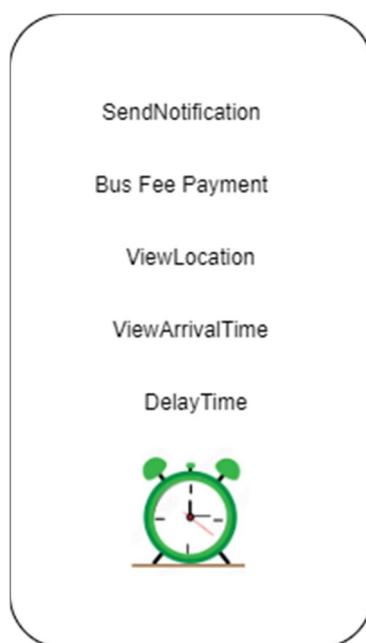 SendNotification
Bus Fee Payment
ViewLocation
ViewArrivalTime
DelayTime